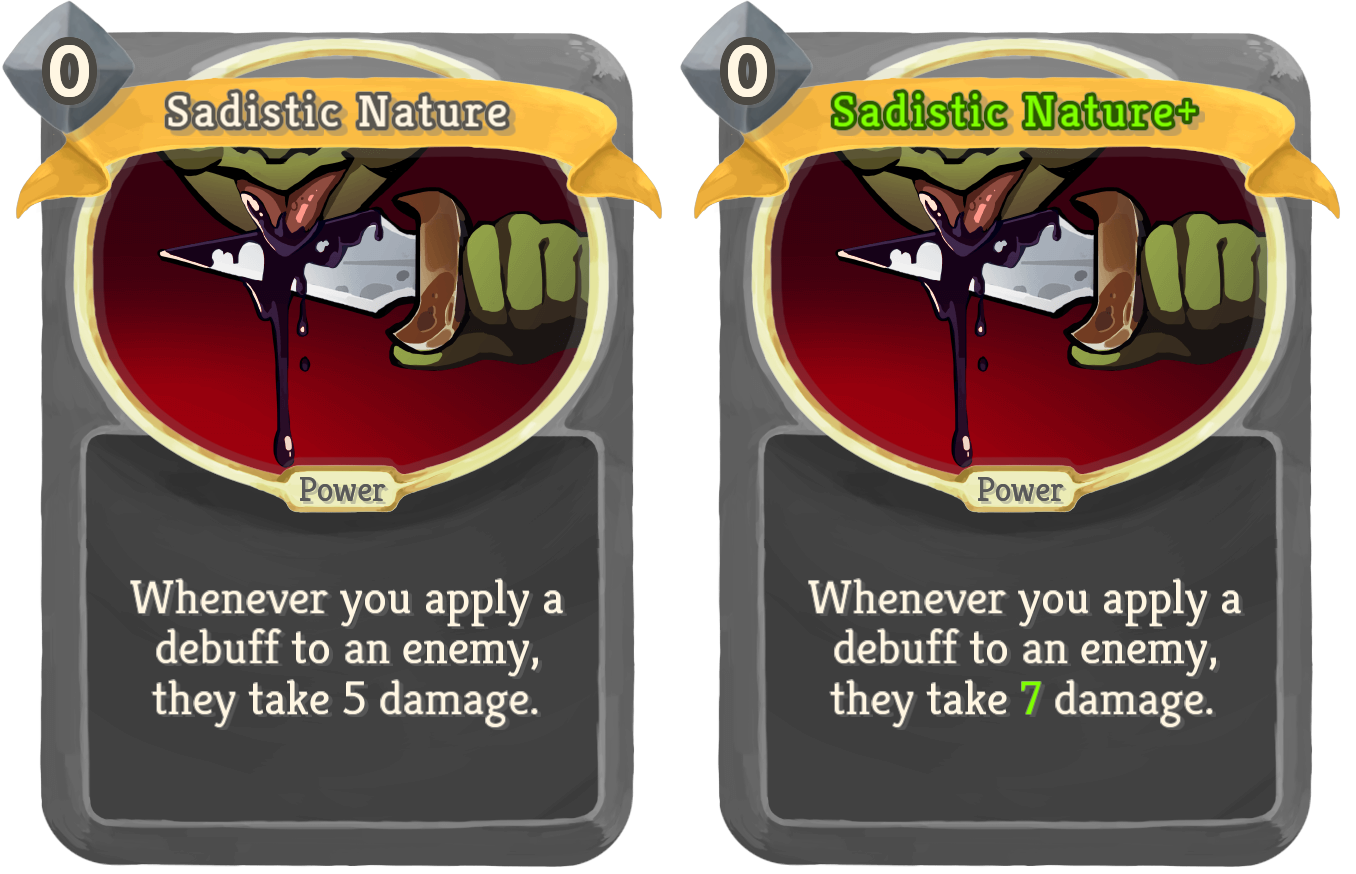 0
Sadistic Nature
Power
Whenever you apply a
debuff to an enemy,
they take 5 damage.
0
Sadistic Nature+
Power
Whenever you apply a
debuff to an enemy,
they take 7 damage.